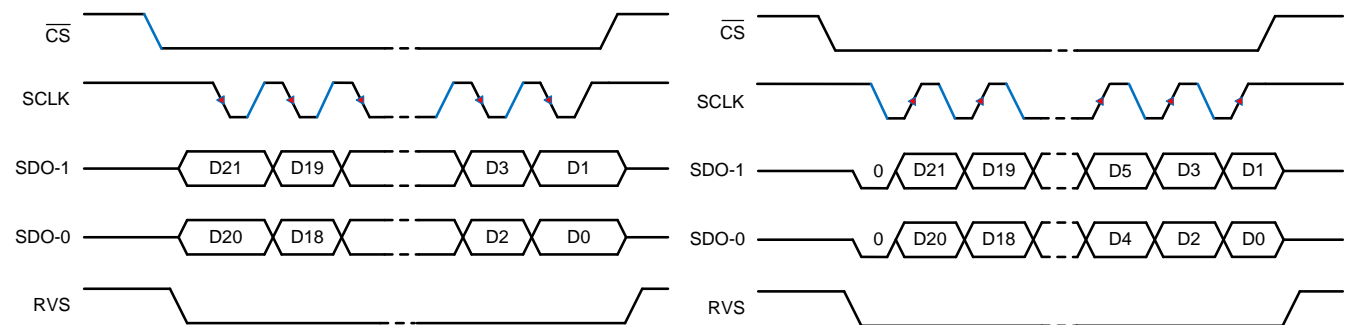 CS
SCLK
SDO-1 D21 D19 D3 D1
SDO-0 D20 D18 D2 D0
RVS
CS
SCLK
SDO-1 0 D21 D19 D5 D3 D1
SDO-0 0 D20 D18 D4 D2 D0
RVS